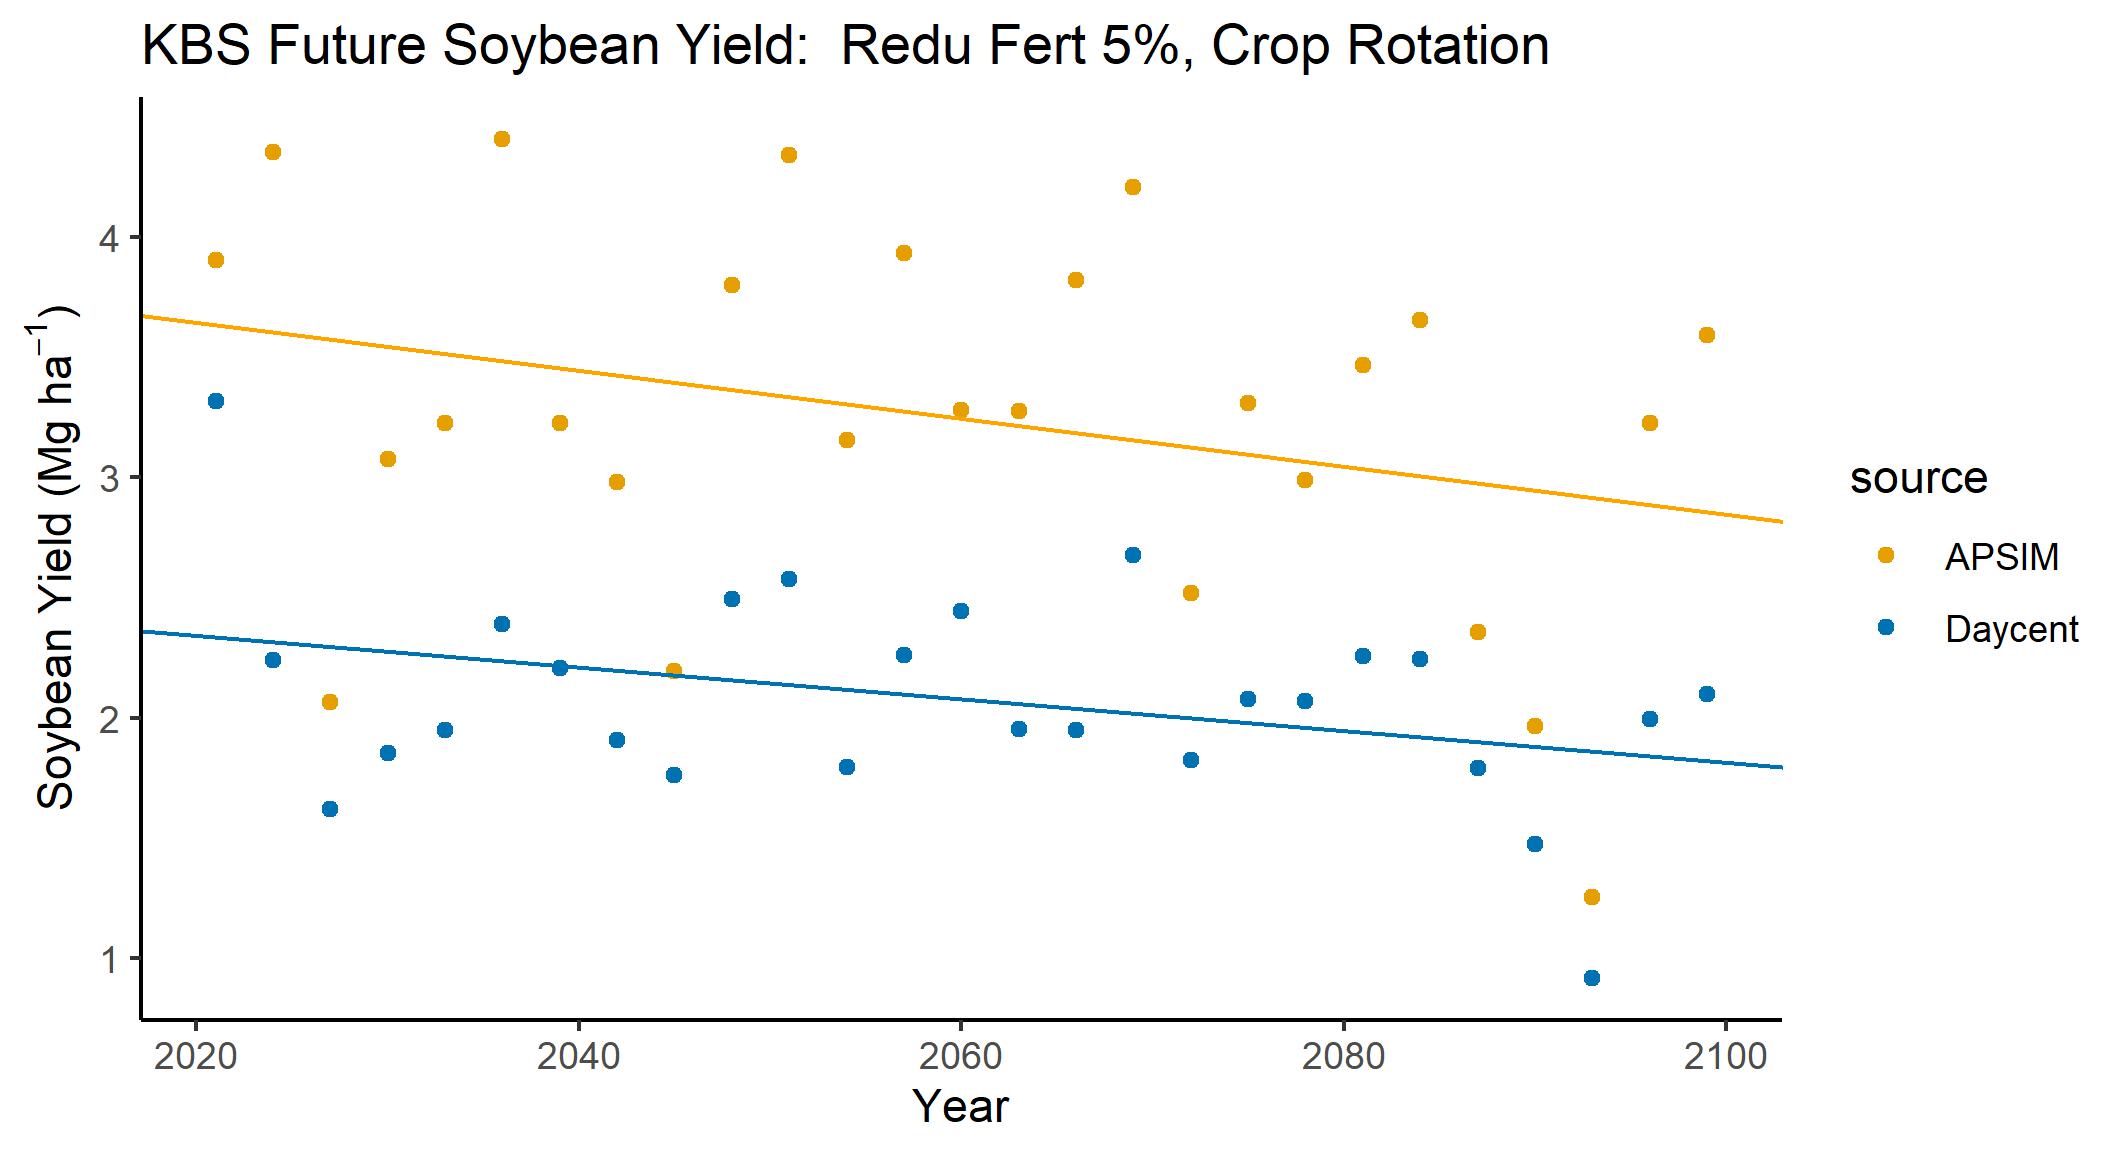 KBS Future Soybean Yield:  Redu Fert 5%, Crop Rotation
Soybean Yield (Mg ha⁻¹)
4
3
2
1
2020 2040 2060 2080 2100
Year
source
APSIM
Daycent